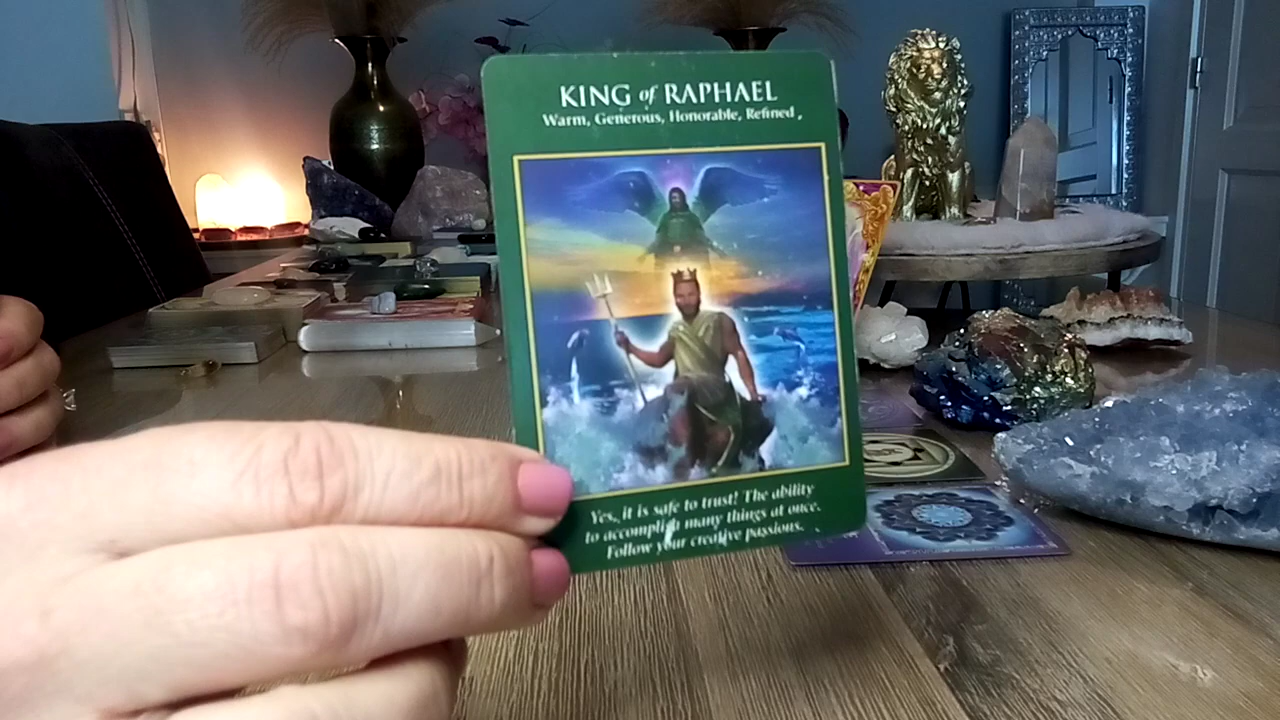 KING of RAPHAEL
Warm, Generous, Honorable, Refined
Yes, it is safe to trust! The ability
to accomplish many things at once.
Follow your creative passions.